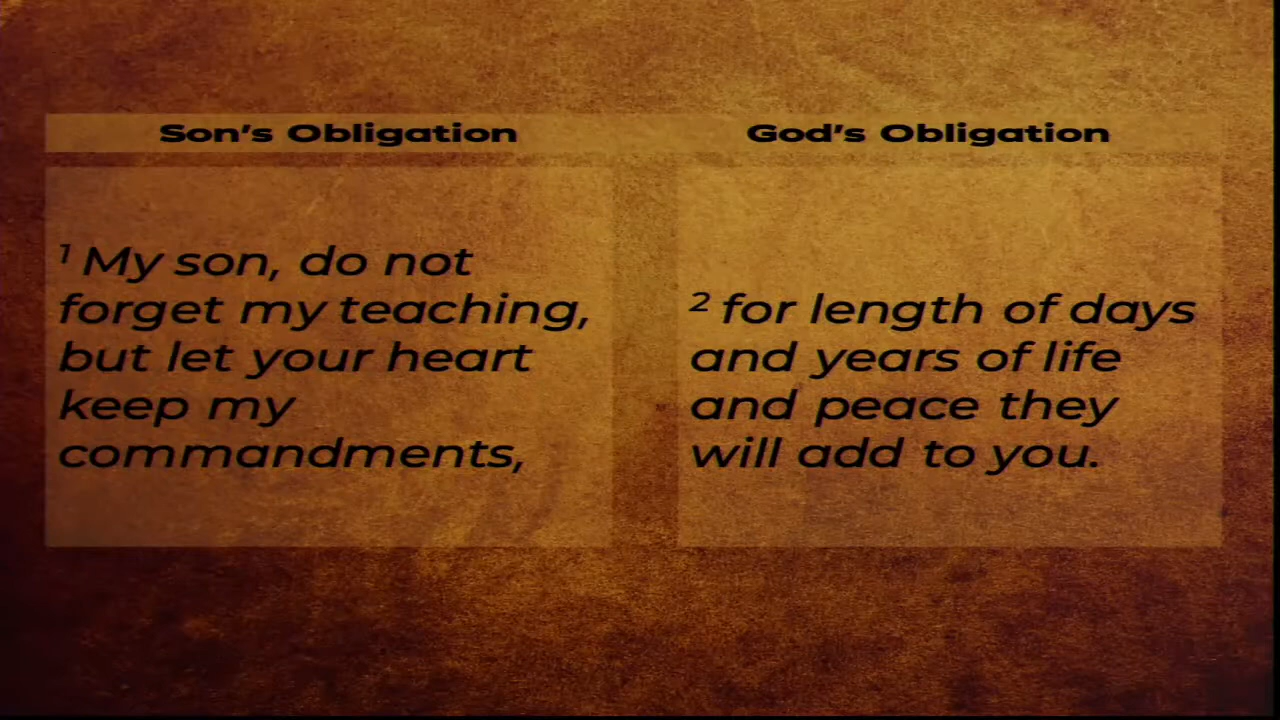 Son's Obligation
God's Obligation
1 My son, do not
forget my teaching,
but let your heart
keep my
commandments,
2 for length of days
and years of life
and peace they
will add to you.